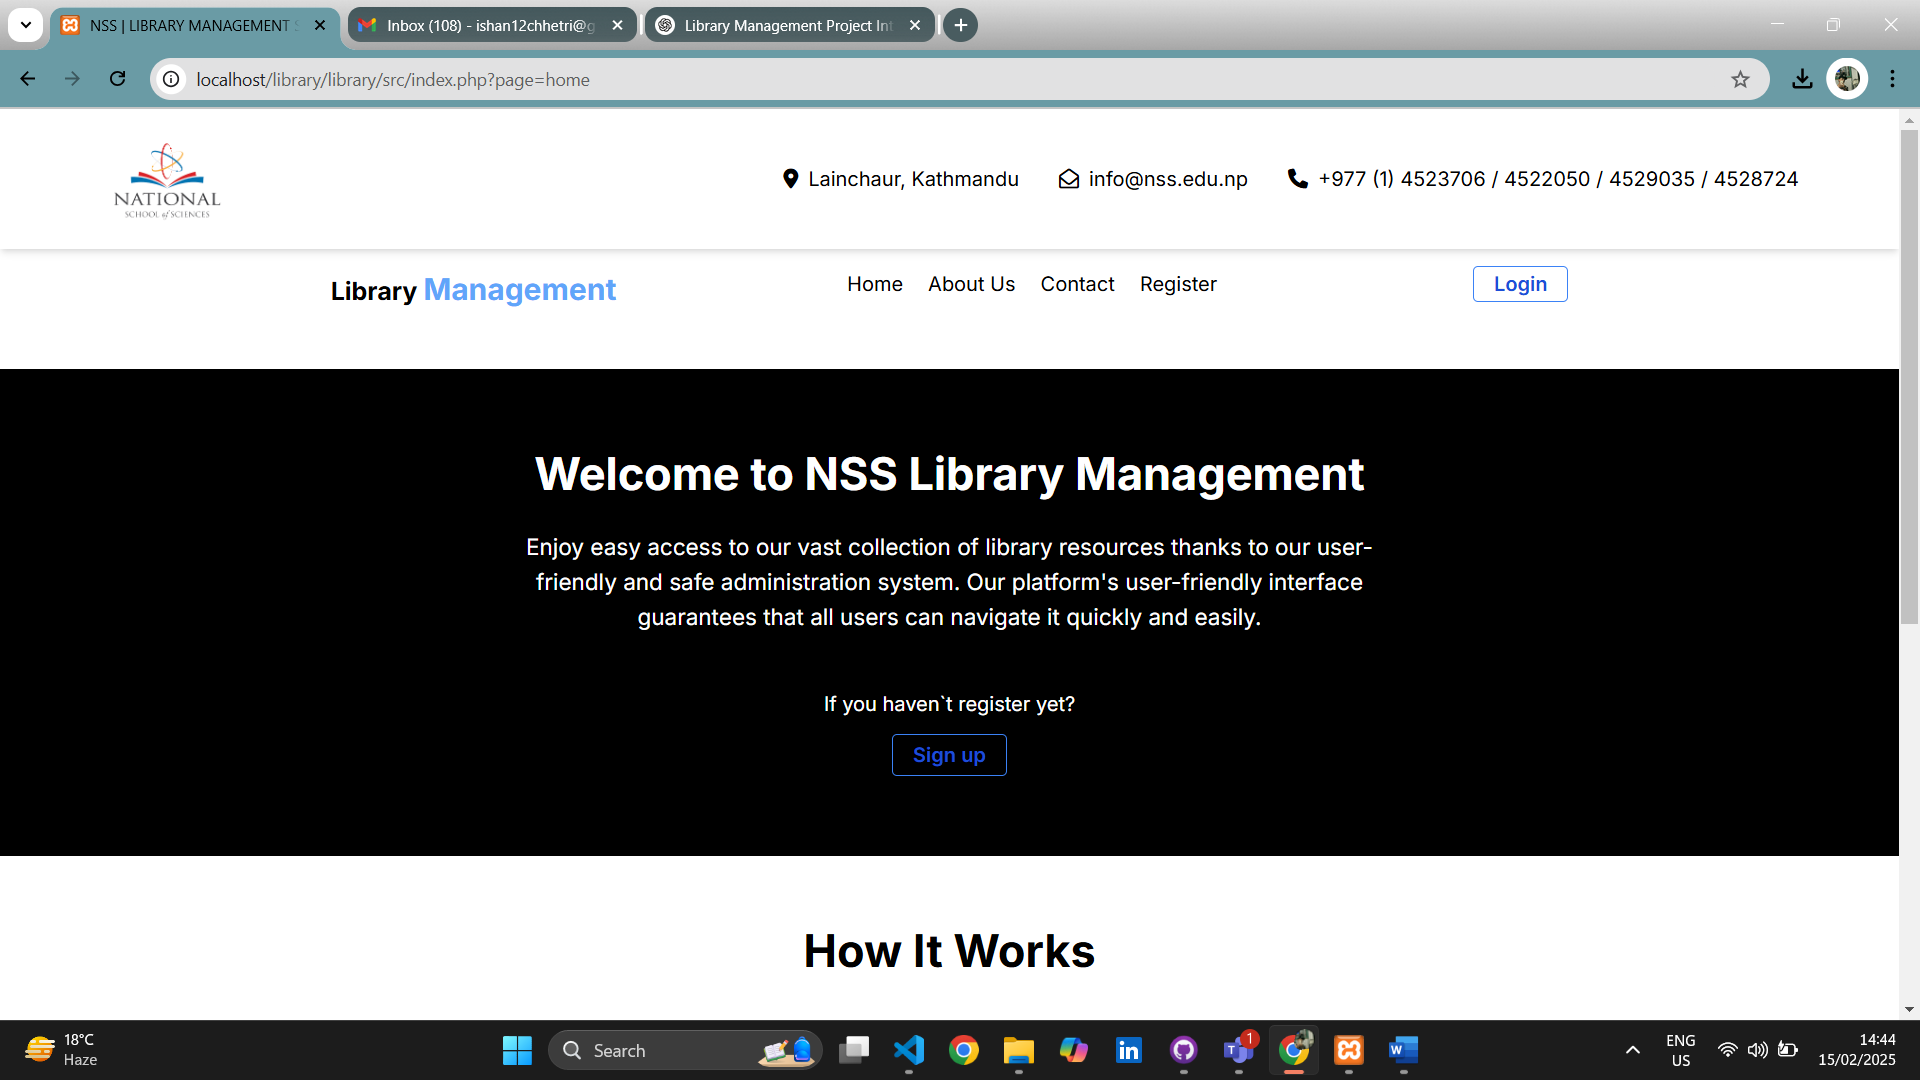 NSS | LIBRARY MANAGEMENT
Inbox (108) - ishan12chhetri@g
Library Management Project Int
localhost/library/library/src/index.php?page=home
NATIONAL
SCHOOL of SCIENCES
Lainchaur, Kathmandu
info@nss.edu.np
+977 (1) 4523706 / 4522050 / 4529035 / 4528724
Library Management
Home
About Us
Contact
Register
Login
Welcome to NSS Library Management
Enjoy easy access to our vast collection of library resources thanks to our user-
friendly and safe administration system. Our platform's user-friendly interface
guarantees that all users can navigate it quickly and easily.
If you haven`t register yet?
Sign up
How It Works
18°C
Haze
Search
1
ENG
US
14:44
15/02/2025